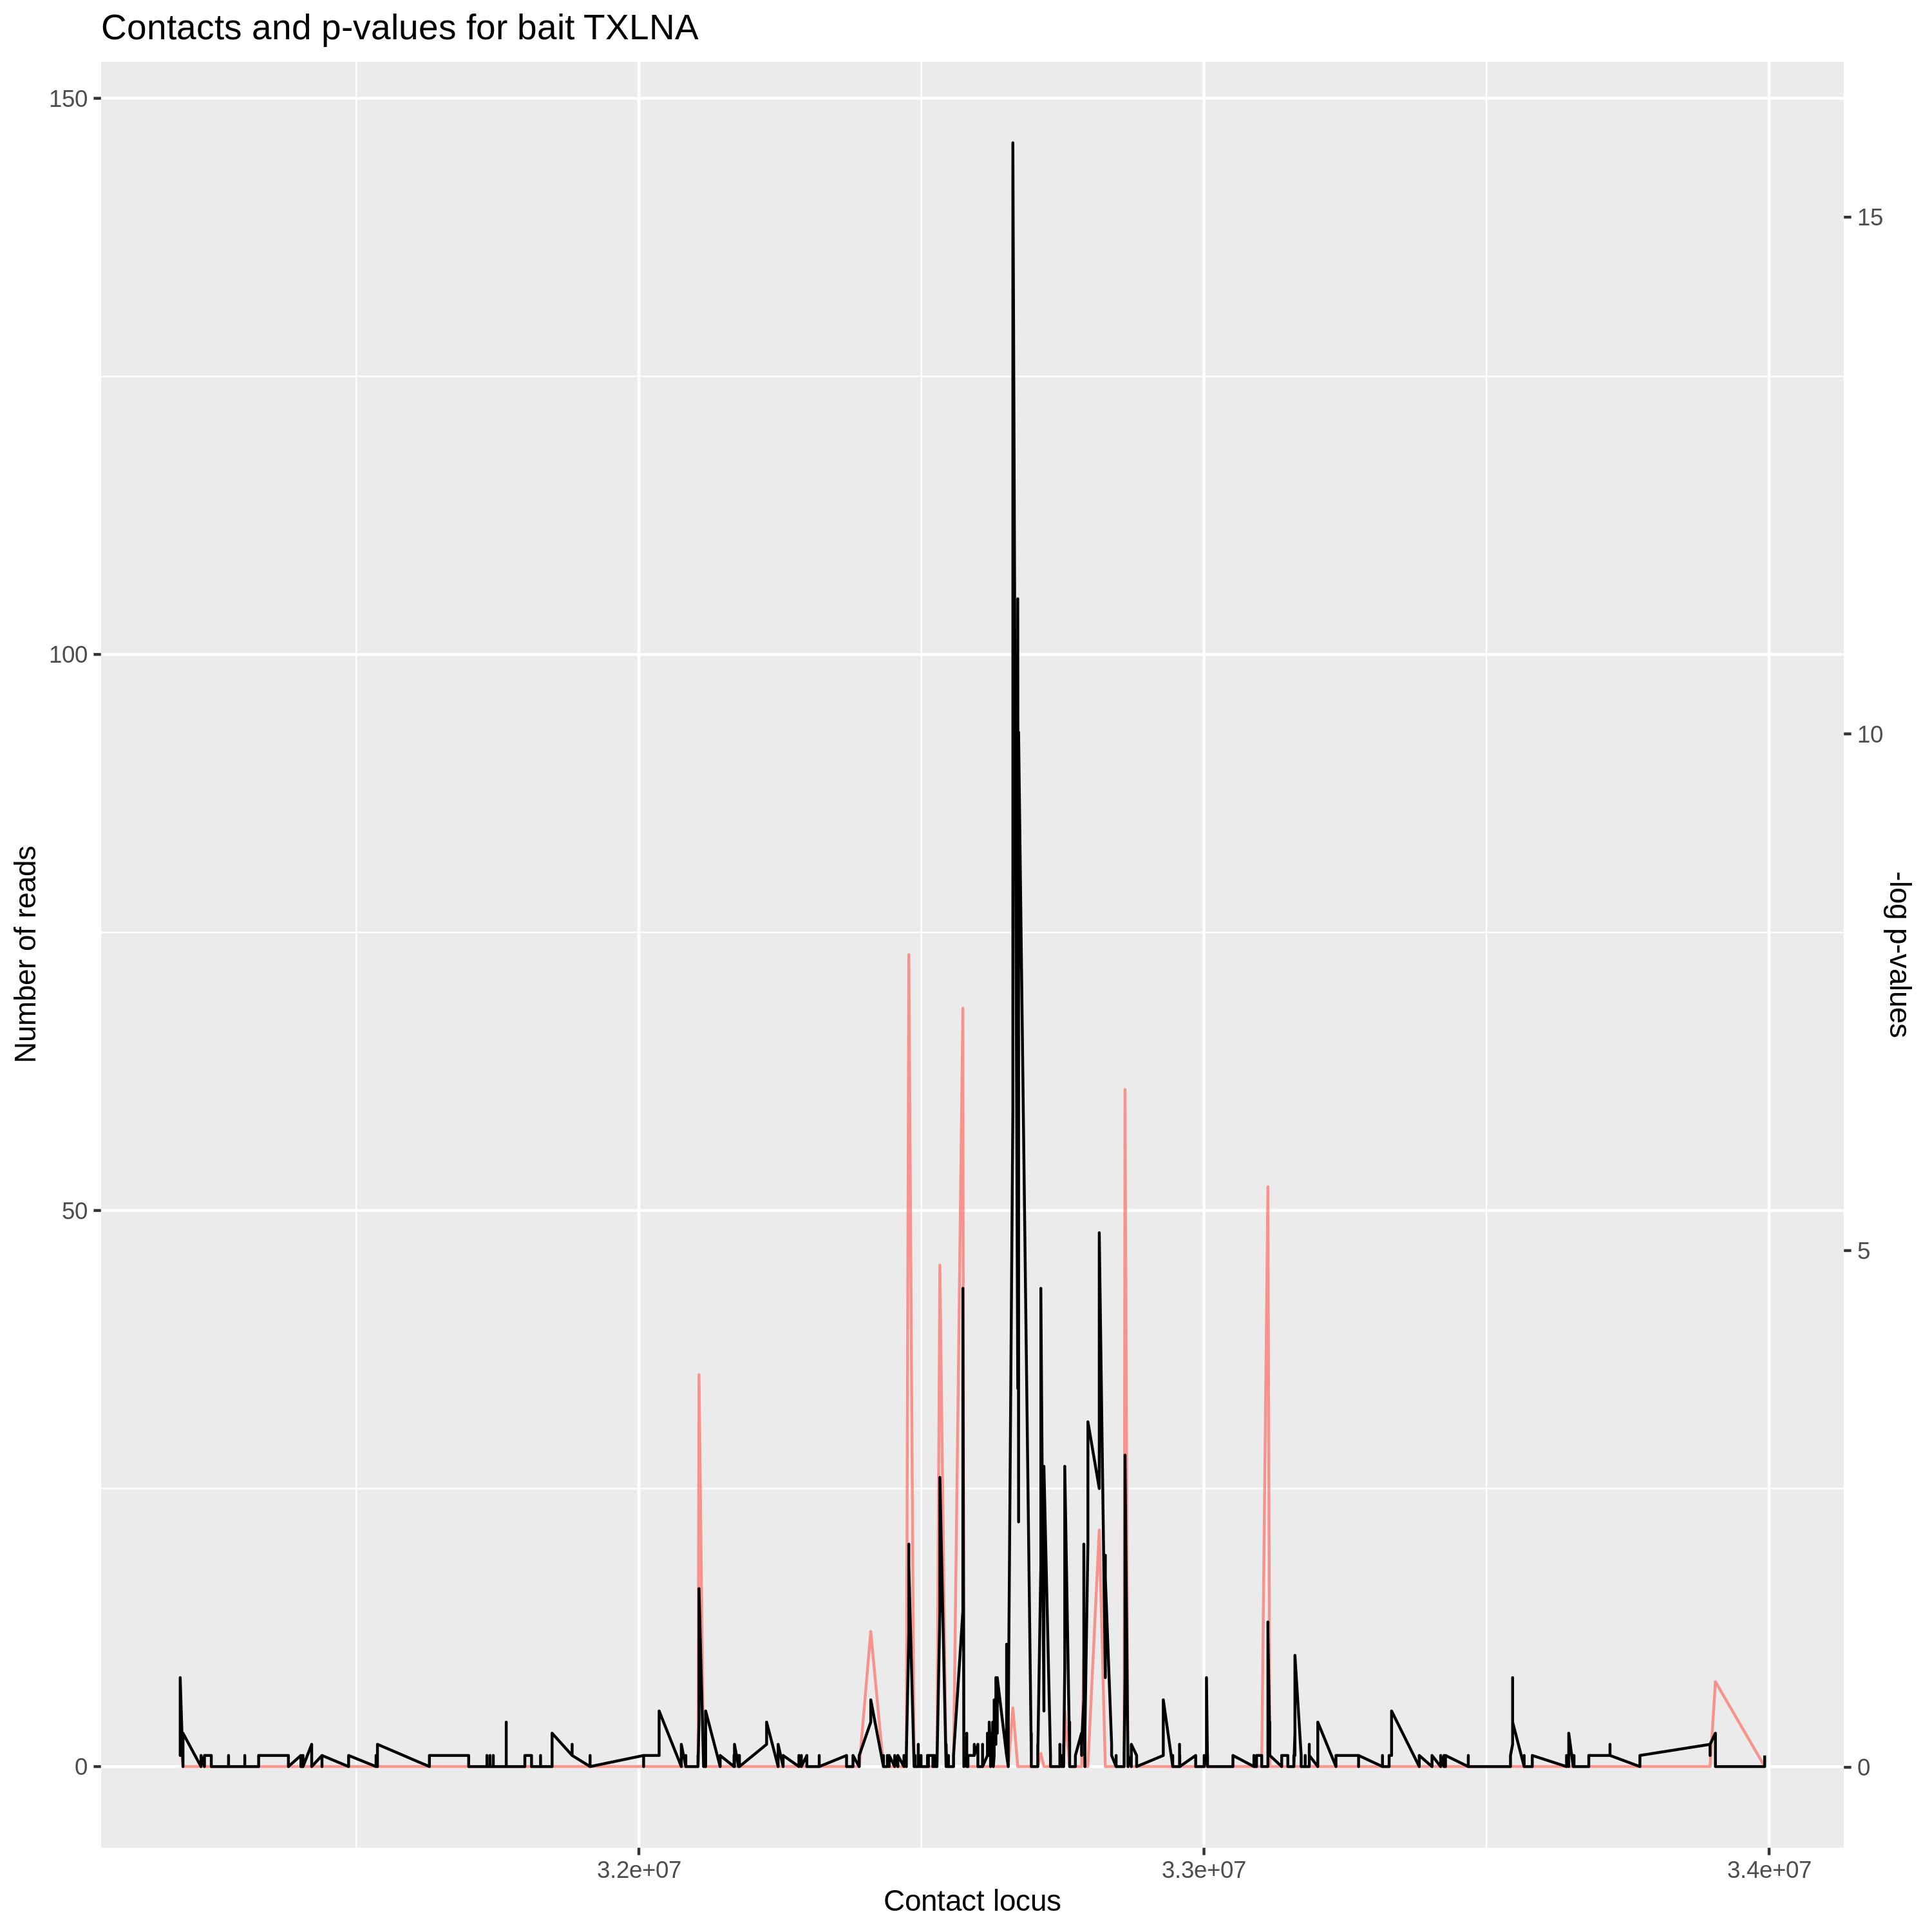 Contacts and p-values for bait TXLNA
150
100
50
0
Number of reads
15
10
5
0
-log p-values
3.2e+07
3.3e+07
3.4e+07
Contact locus